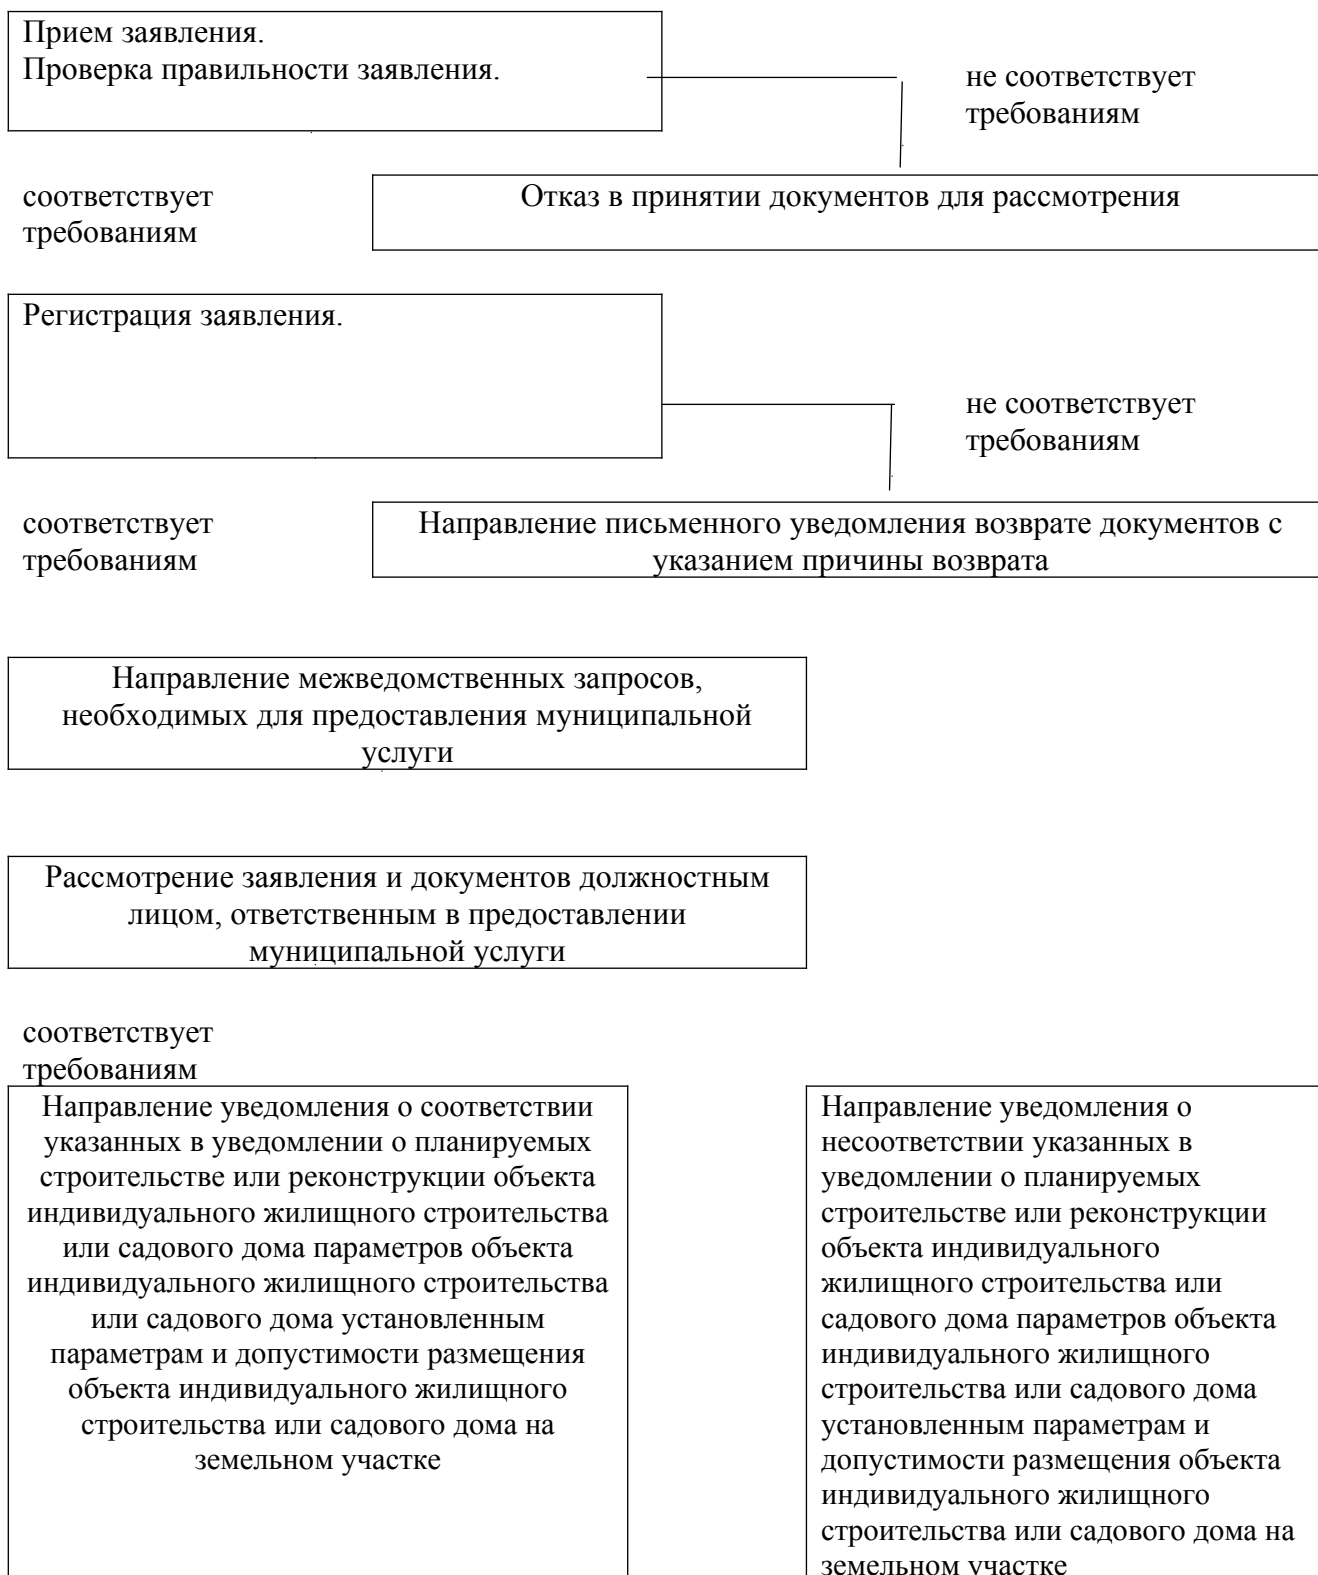 Прием заявления.
Проверка правильности заявления.
не соответствует
требованиям
соответствует
требованиям
Отказ в принятии документов для рассмотрения
Регистрация заявления.
не соответствует
требованиям
соответствует
требованиям
Направление письменного уведомления возврате документов с
указанием причины возврата
Направление межведомственных запросов,
необходимых для предоставления муниципальной
услуги
Рассмотрение заявления и документов должностным
лицом, ответственным в предоставлении
муниципальной услуги
соответствует
требованиям
Направление уведомления о соответствии
указанных в уведомлении о планируемых
строительстве или реконструкции объекта
индивидуального жилищного строительства
или садового дома параметров объекта
индивидуального жилищного строительства
или садового дома установленным
параметрам и допустимости размещения
объекта индивидуального жилищного
строительства или садового дома на
земельном участке
Направление уведомления о
несоответствии указанных в
уведомлении о планируемых
строительстве или реконструкции
объекта индивидуального
жилищного строительства или
садового дома параметров объекта
индивидуального жилищного
строительства или садового дома
установленным параметрам и
допустимости размещения объекта
индивидуального жилищного
строительства или садового дома на
земельном участке